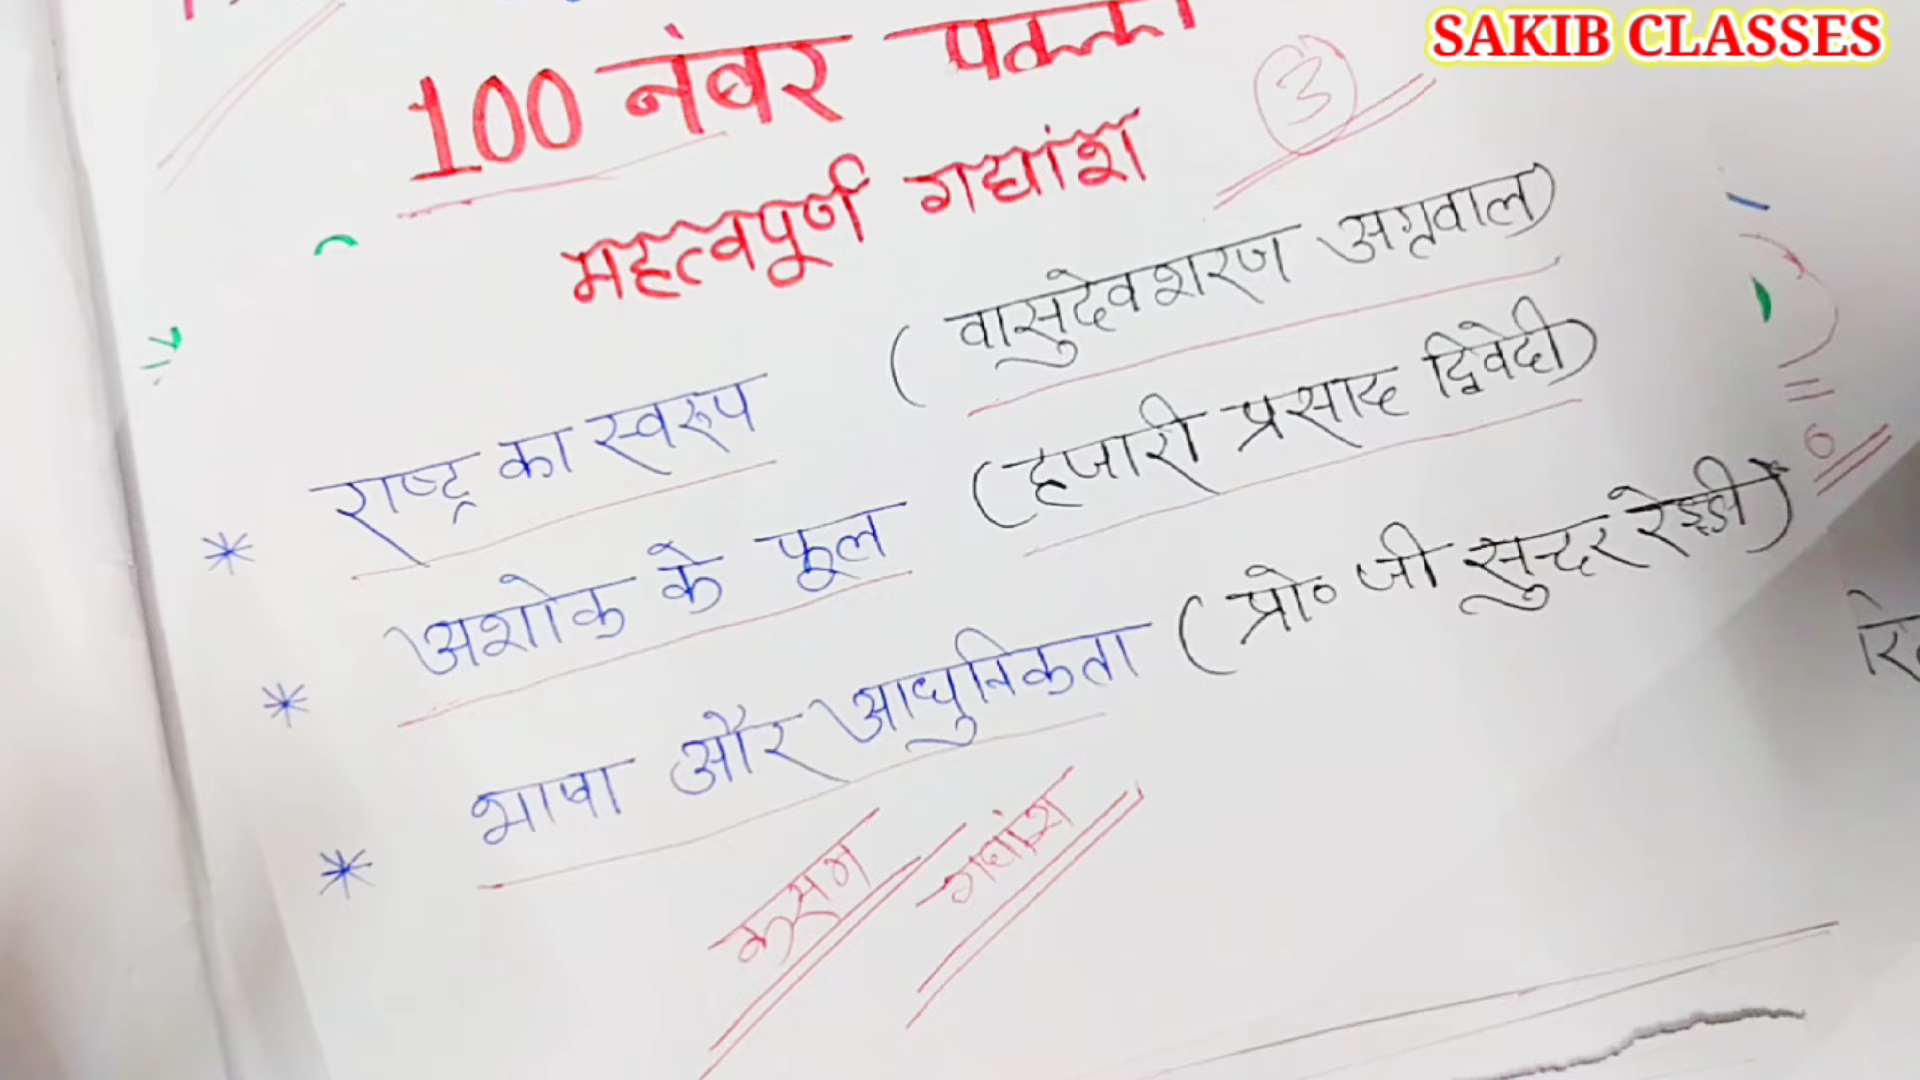 SAKIB CLASSES
100 नंबर पक्का
3
महत्वपूर्ण गद्यांश
* राष्ट्र का स्वरूप (वासुदेवशरण अग्रवाल)
* अशोक के फूल (हजारी प्रसाद द्विवेदी)
* भाषा और आधुनिकता (प्रो० जी सुन्दर रेड्डी)
गद्यांश